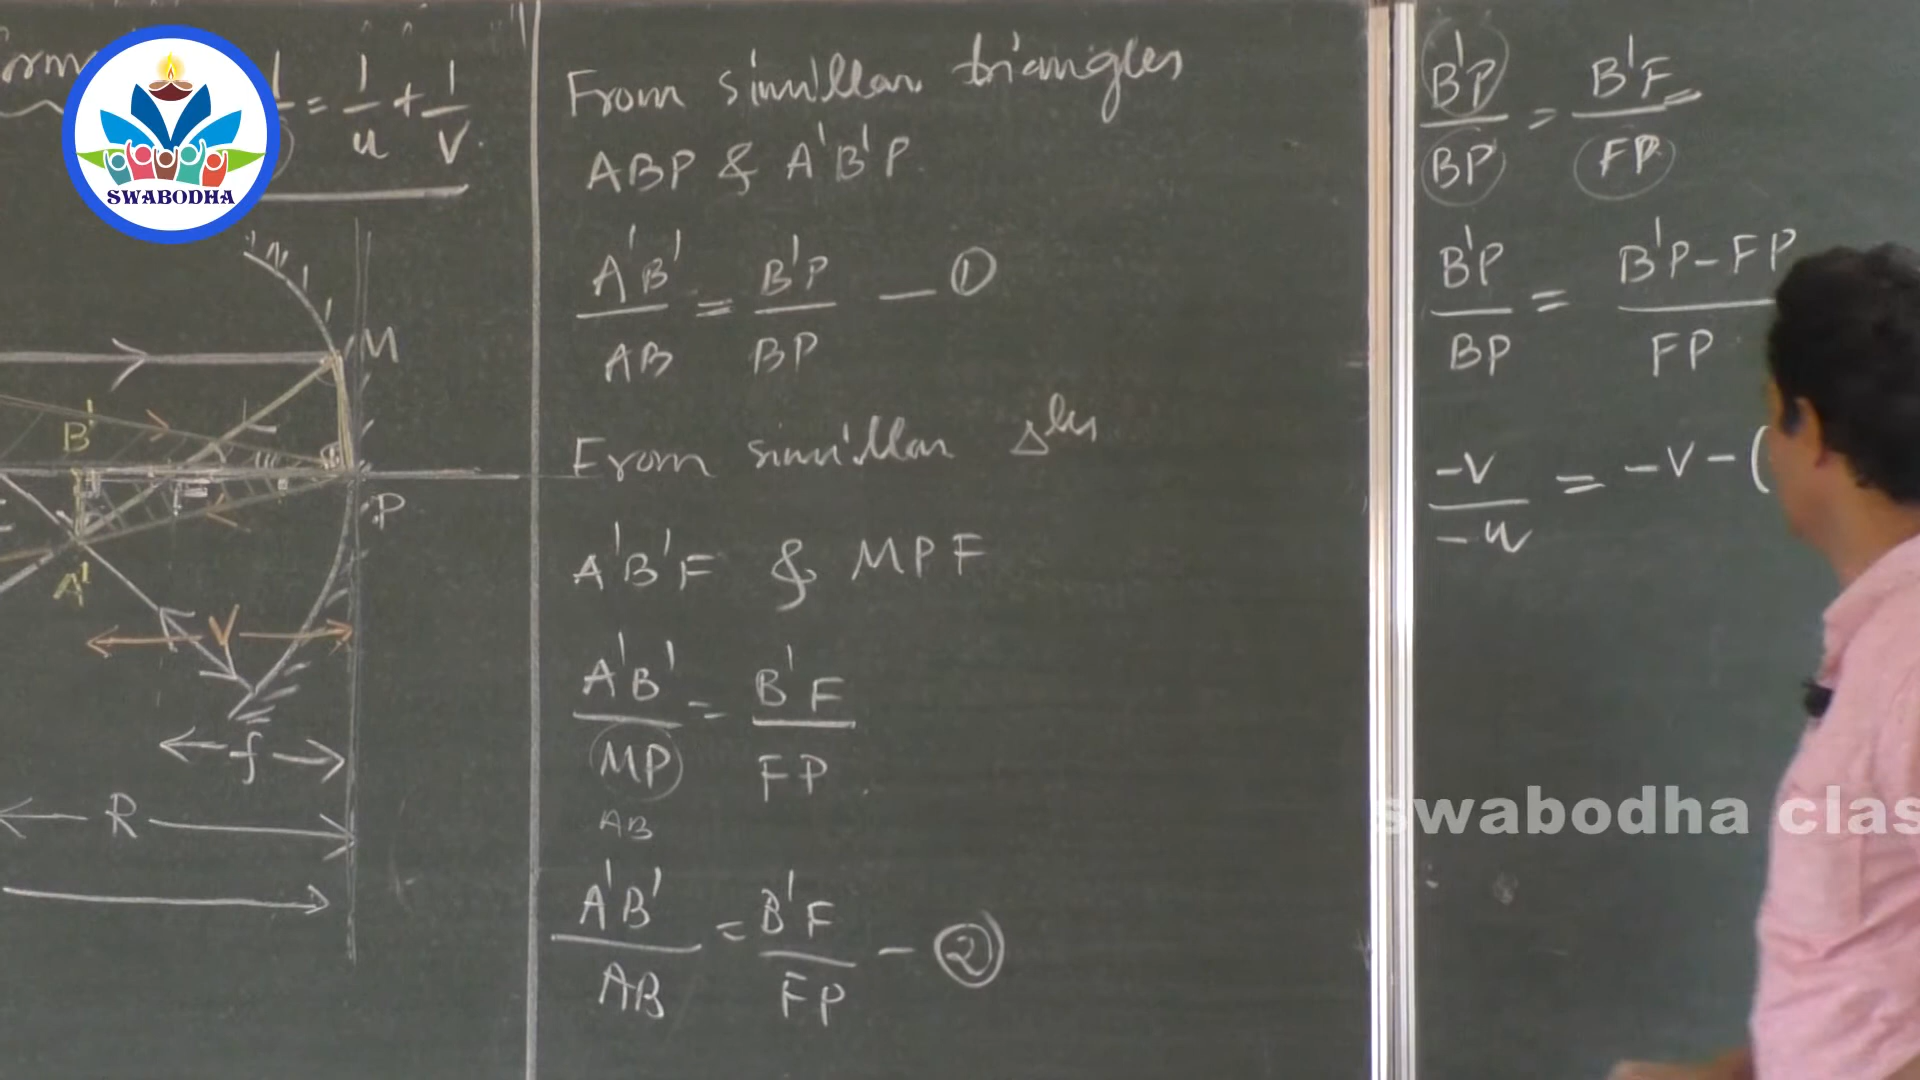 1/u + 1/v
SWABODHA
M
B'
F
P
A'
V
f
R
From simillar triangles
ABP & A'B'P
A'B'/AB = B'P/BP — ①
From simillar Δles
A'B'F & MPF
A'B'/MP = B'F/FP
AB
A'B'/AB = B'F/FP — ②
B'P/BP = B'F/FP
B'P/BP = B'P-FP/FP
-v/-u = -v-(
swabodha clas